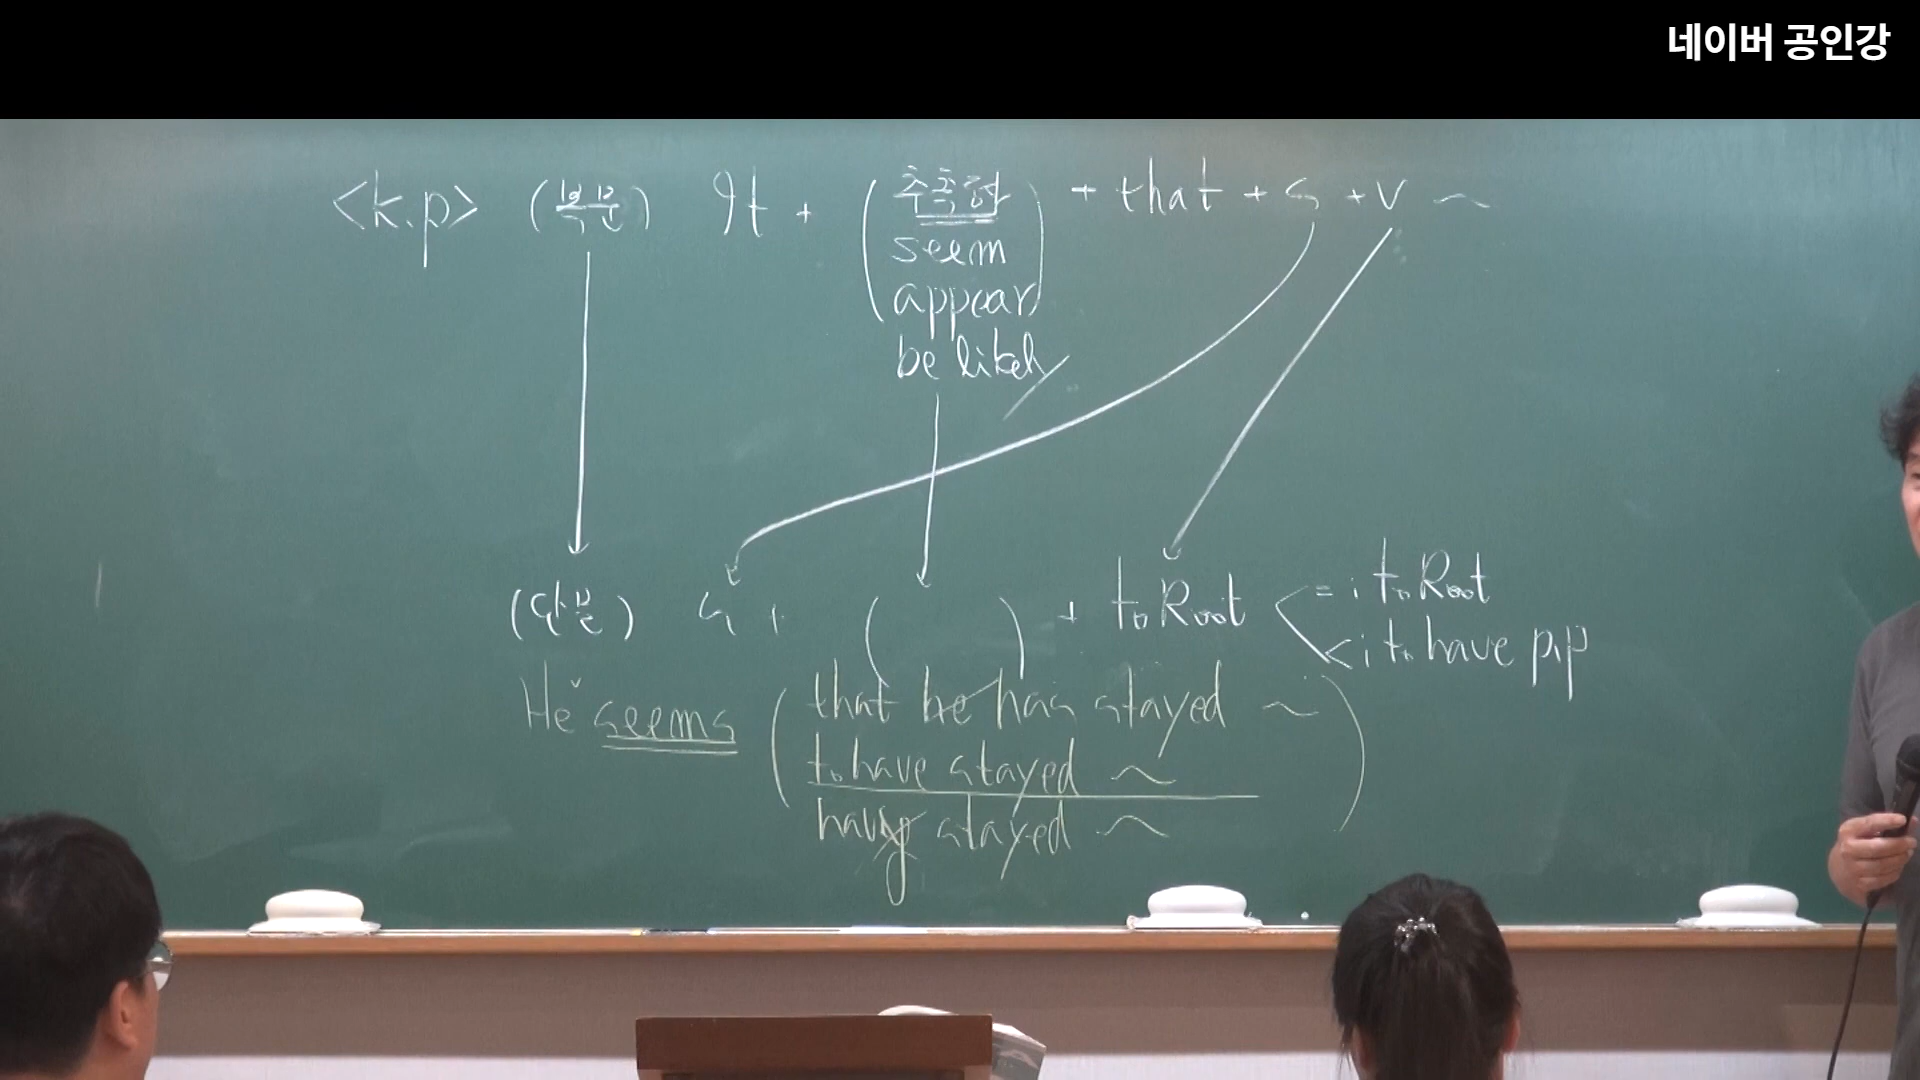 네이버 공인강
<k.p> (복문) It + (추측형) + that + S + V ~
seem
appear
be likely
(단문) S + ( ) + to Root < = : to Root
< : to have p.p
He seems (that he has stayed ~
to have stayed ~
having stayed ~)